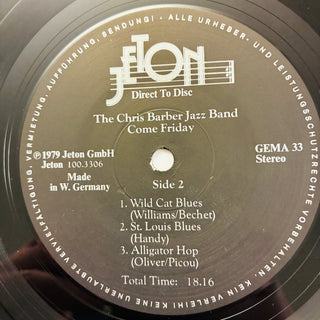 JETON
Direct To Disc
The Chris Barber Jazz Band
Come Friday
℗1979 Jeton GmbH
Jeton 100.3306
Made
in W. Germany
GEMA 33
Stereo
Side 2
1. Wild Cat Blues
(Williams/Bechet)
2. St. Louis Blues
(Handy)
3. Alligator Hop
(Oliver/Picou)
Total Time: 18.16
ALLE URHEBER- UND LEISTUNGSSCHUTZRECHTE VORBEHALTEN. KEIN VERLEIH! KEINE UNERLAUBTE VERVIELFÄLTIGUNG, VERMIETUNG, AUFFÜHRUNG, SENDUNG! -